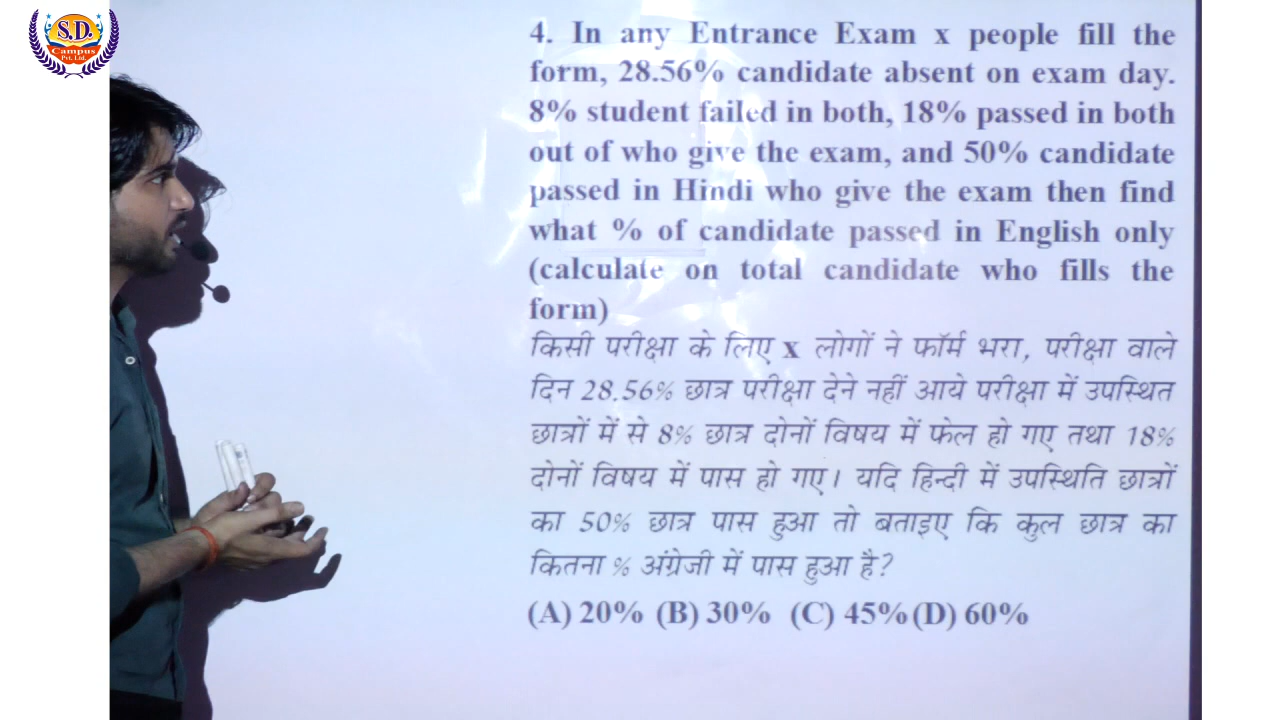 S.D.
Campus
Pvt. Ltd.
4. In any Entrance Exam x people fill the
form, 28.56% candidate absent on exam day.
8% student failed in both, 18% passed in both
out of who give the exam, and 50% candidate
passed in Hindi who give the exam then find
what % of candidate passed in English only
(calculate on total candidate who fills the
form)
किसी परीक्षा के लिए x लोगों ने फॉर्म भरा, परीक्षा वाले
दिन 28.56% छात्र परीक्षा देने नहीं आये परीक्षा में उपस्थित
छात्रों में से 8% छात्र दोनों विषय में फेल हो गए तथा 18%
दोनों विषय में पास हो गए। यदि हिन्दी में उपस्थिति छात्रों
का 50% छात्र पास हुआ तो बताइए कि कुल छात्र का
कितना % अंग्रेजी में पास हुआ है?
(A) 20% (B) 30% (C) 45% (D) 60%